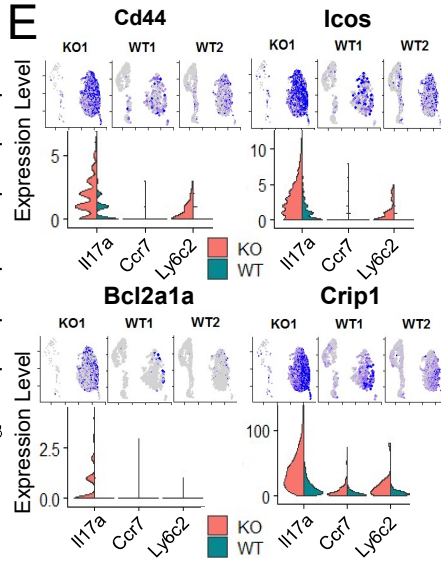 E
Cd44
Icos
KO1 WT1 WT2
KO1 WT1 WT2
Expression Level
5
0
10
5
0
Il17a Ccr7 Ly6c2
Il17a Ccr7 Ly6c2
KO
WT
Bcl2a1a
Crip1
KO1 WT1 WT2
KO1 WT1 WT2
Expression Level
2.5
0.0
100
0
Il17a Ccr7 Ly6c2
Il17a Ccr7 Ly6c2
KO
WT